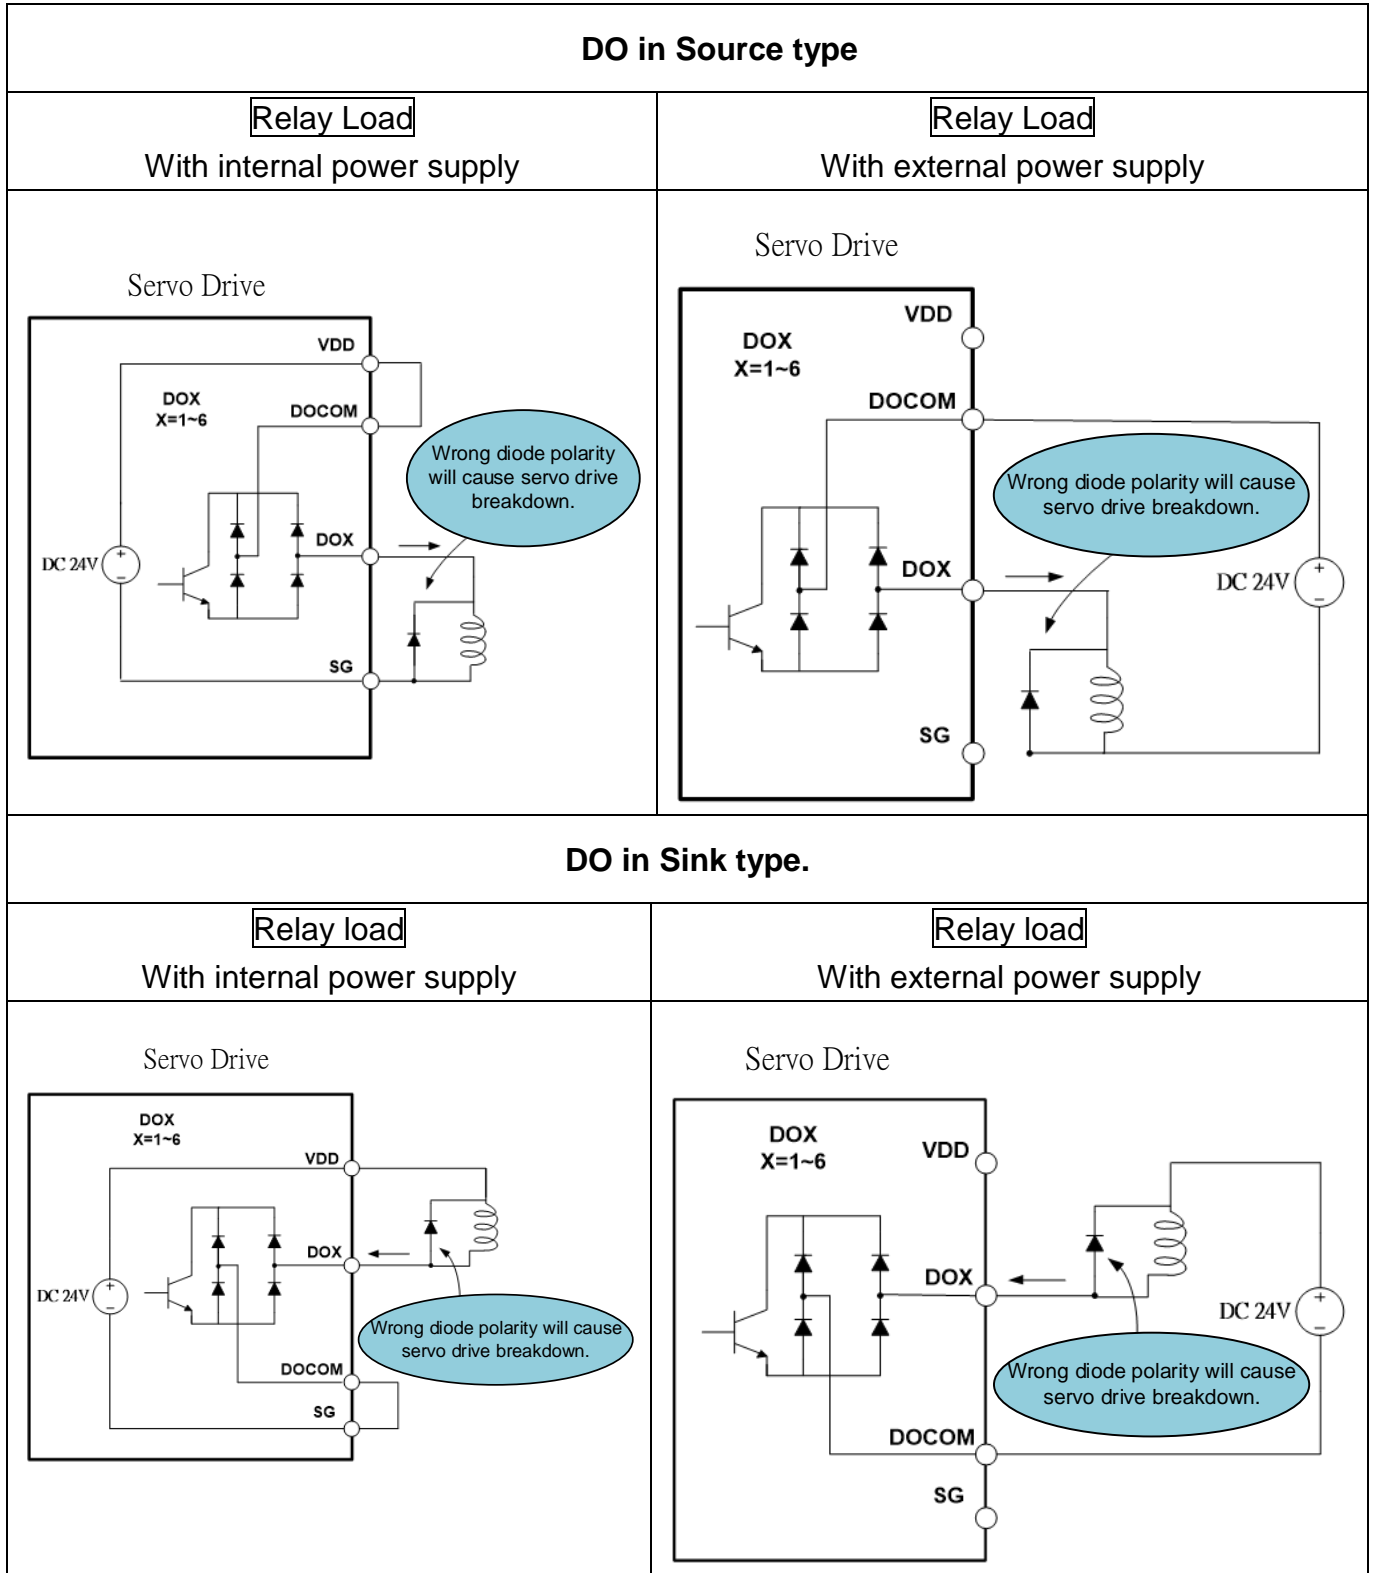 DO in Source type
Relay Load
With internal power supply
Relay Load
With external power supply
Servo Drive
VDD
DOX
X=1~6
DOCOM
Wrong diode polarity
will cause servo drive
breakdown.
DOX
DC 24V
SG
Servo Drive
VDD
DOX
X=1~6
DOCOM
Wrong diode polarity will cause
servo drive breakdown.
DOX
DC 24V
SG
DO in Sink type.
Relay load
With internal power supply
Relay load
With external power supply
Servo Drive
DOX
X=1~6
VDD
DOX
DC 24V
Wrong diode polarity will cause
servo drive breakdown.
DOCOM
SG
Servo Drive
DOX
X=1~6
VDD
DOX
DC 24V
Wrong diode polarity will cause
servo drive breakdown.
DOCOM
SG